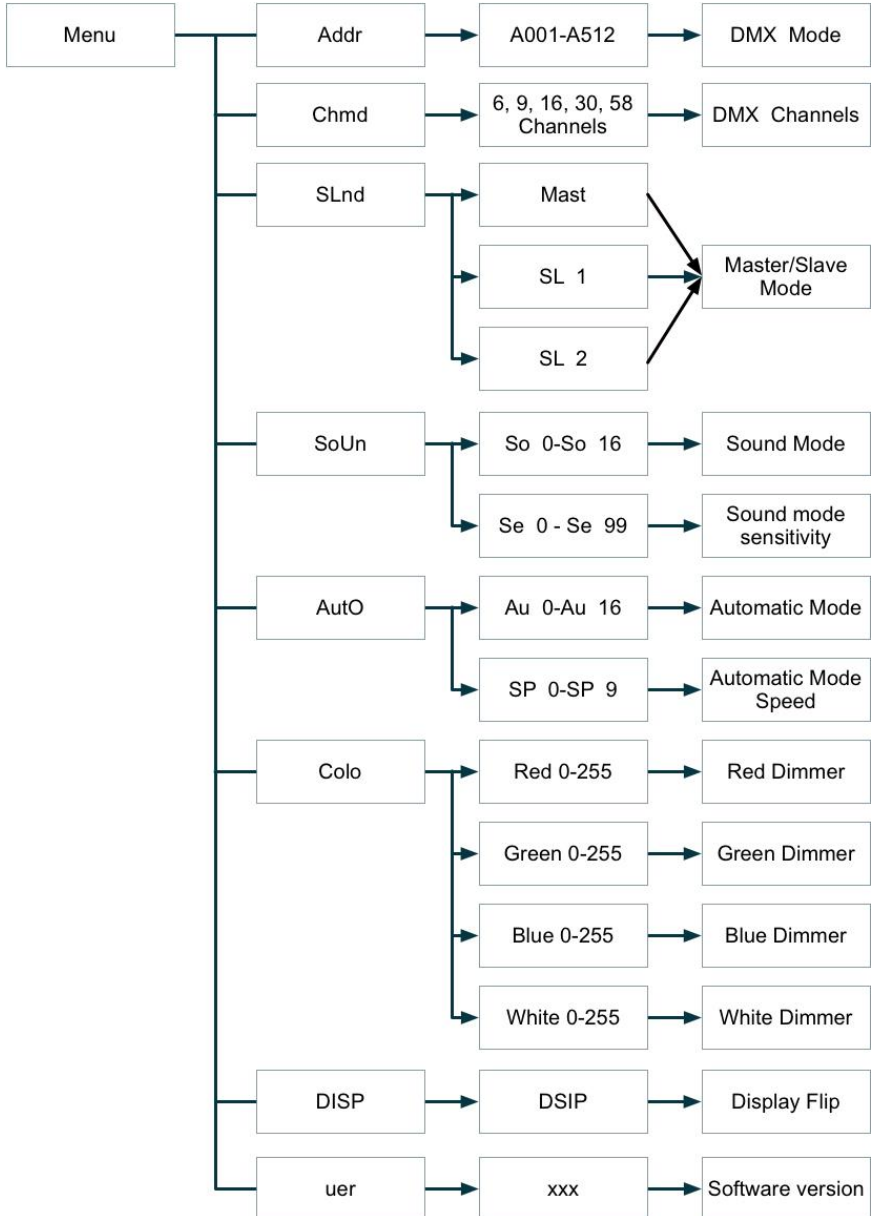 Menu
Addr
A001-A512
DMX Mode
Chmd
6, 9, 16, 30, 58
Channels
DMX Channels
SLnd
Mast
SL 1
SL 2
Master/Slave
Mode
SoUn
So 0-So 16
Sound Mode
Se 0 - Se 99
Sound mode
sensitivity
AutO
Au 0-Au 16
Automatic Mode
SP 0-SP 9
Automatic Mode
Speed
Colo
Red 0-255
Red Dimmer
Green 0-255
Green Dimmer
Blue 0-255
Blue Dimmer
White 0-255
White Dimmer
DISP
DSIP
Display Flip
uer
xxx
Software version